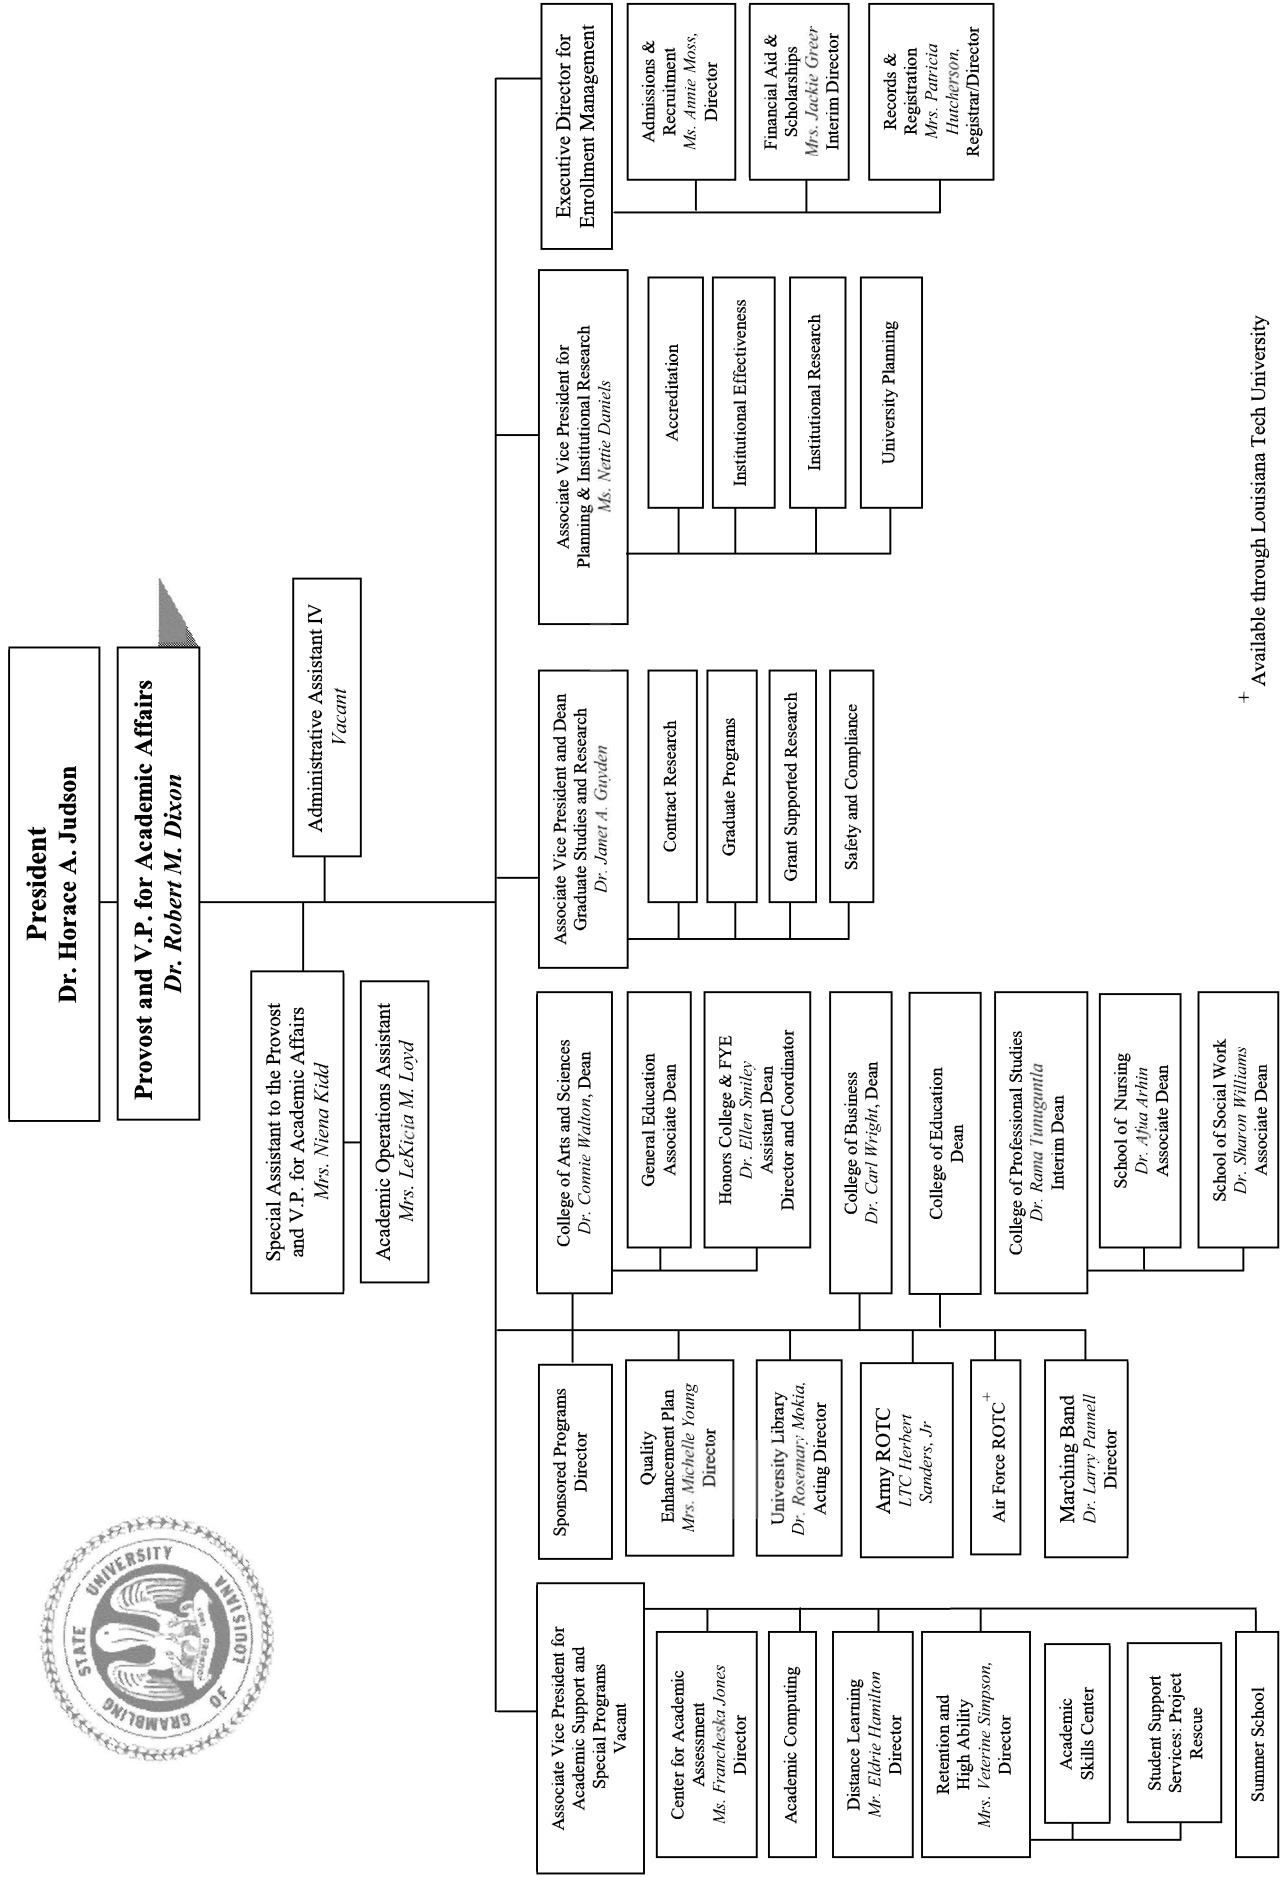 GRAMBLING STATE UNIVERSITY
OF LOUISIANA
President
Dr. Horace A. Judson
Provost and V.P. for Academic Affairs
Dr. Robert M. Dixon
Special Assistant to the Provost
and V.P. for Academic Affairs
Mrs. Niena Kidd
Academic Operations Assistant
Mrs. LeKicia M. Loyd
Administrative Assistant IV
Vacant
Associate Vice President for
Academic Support and
Special Programs
Vacant
Center for Academic
Assessment
Ms. Francheska Jones
Director
Academic Computing
Distance Learning
Mr. Eldrie Hamilton
Director
Retention and
High Ability
Mrs. Veterine Simpson,
Director
Academic
Skills Center
Student Support
Services: Project
Rescue
Summer School
Sponsored Programs
Director
Quality
Enhancement Plan
Mrs. Michelle Young
Director
University Library
Dr. Rosemary Mokia,
Acting Director
Army ROTC
LTC Herbert
Sanders, Jr
Air Force ROTC+
Marching Band
Dr. Larry Pannell
Director
College of Arts and Sciences
Dr. Connie Walton, Dean
General Education
Associate Dean
Honors College & FYE
Dr. Ellen Smiley
Assistant Dean
Director and Coordinator
College of Business
Dr. Carl Wright, Dean
College of Education
Dean
College of Professional Studies
Dr. Rama Tunuguntla
Interim Dean
School of Nursing
Dr. Afua Arhin
Associate Dean
School of Social Work
Dr. Sharon Williams
Associate Dean
Associate Vice President and Dean
Graduate Studies and Research
Dr. Janet A. Guyden
Contract Research
Graduate Programs
Grant Supported Research
Safety and Compliance
Associate Vice President for
Planning & Institutional Research
Ms. Nettie Daniels
Accreditation
Institutional Effectiveness
Institutional Research
University Planning
Executive Director for
Enrollment Management
Admissions &
Recruitment
Ms. Annie Moss,
Director
Financial Aid &
Scholarships
Mrs. Jackie Greer
Interim Director
Records &
Registration
Mrs. Patricia
Hutcherson,
Registrar/Director
+ Available through Louisiana Tech University